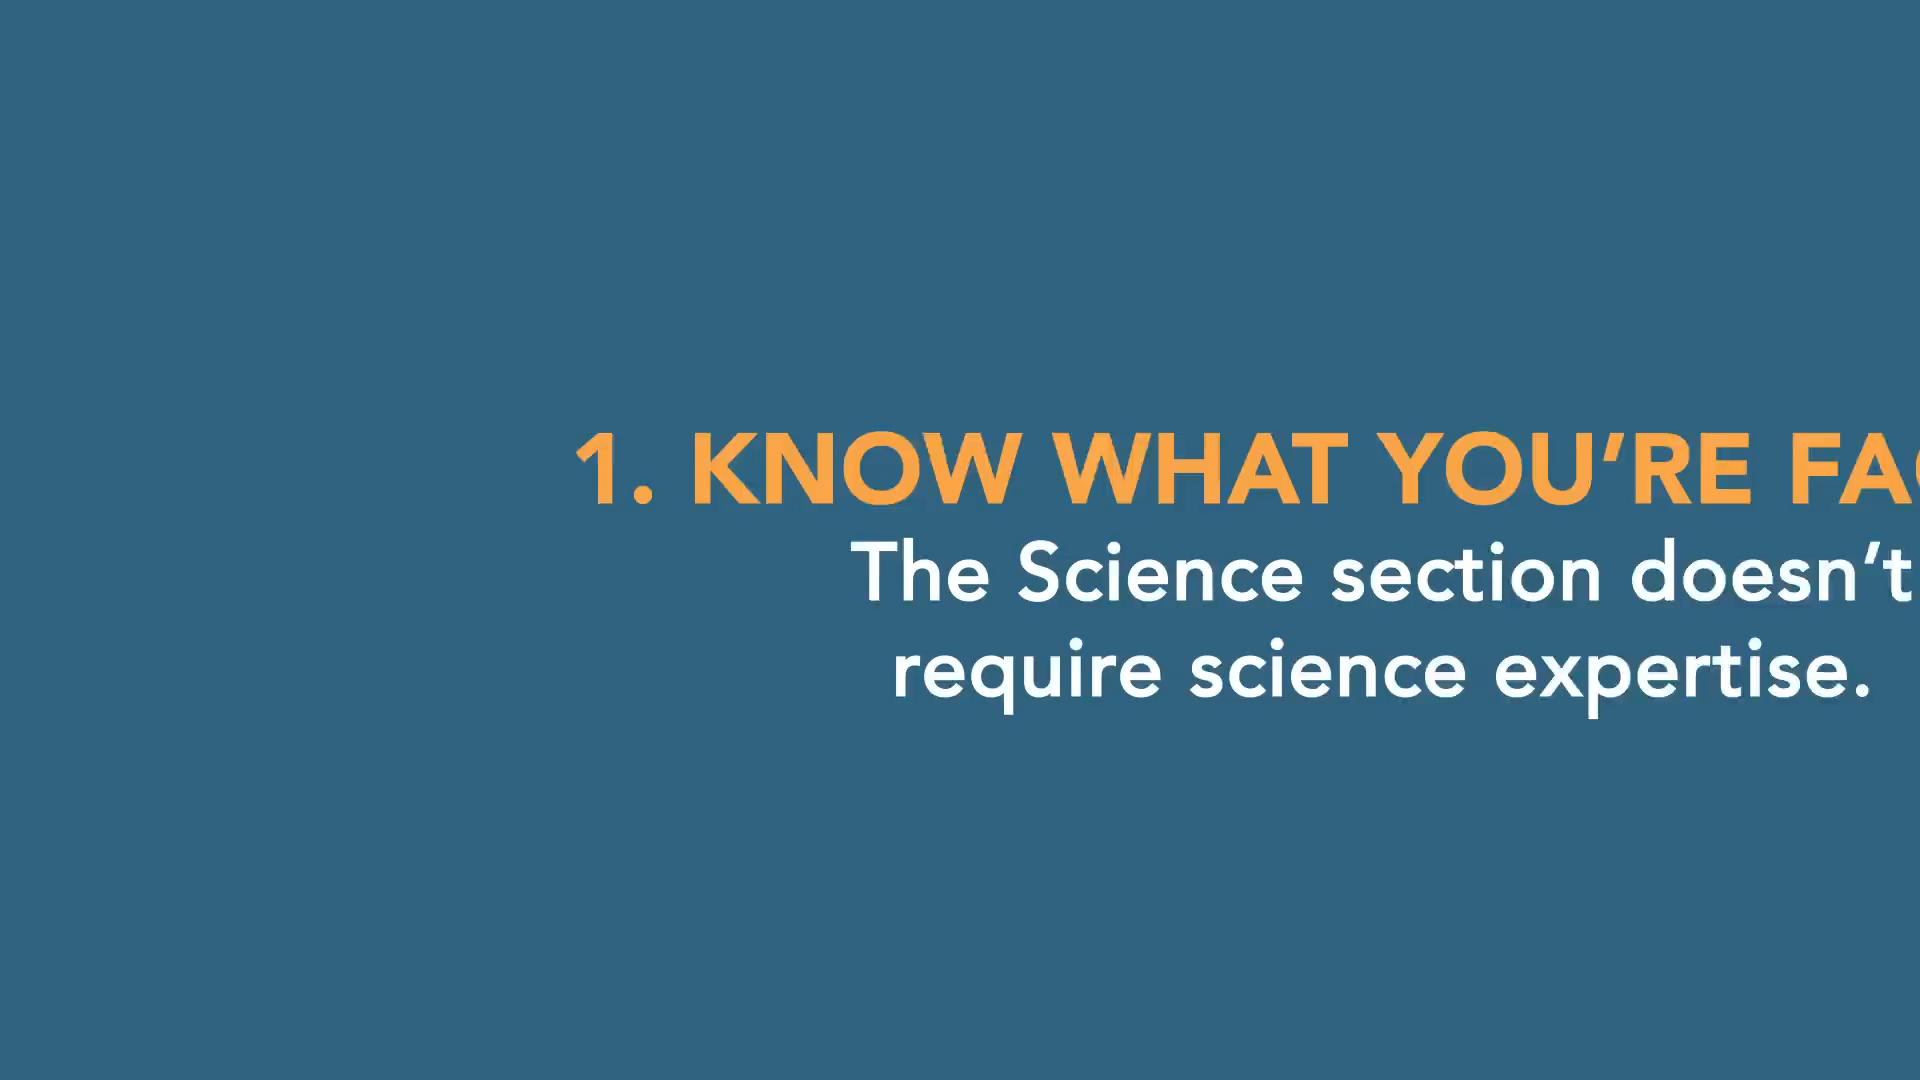 1. KNOW WHAT YOU’RE
The Science section doesn’t
require science expertise.